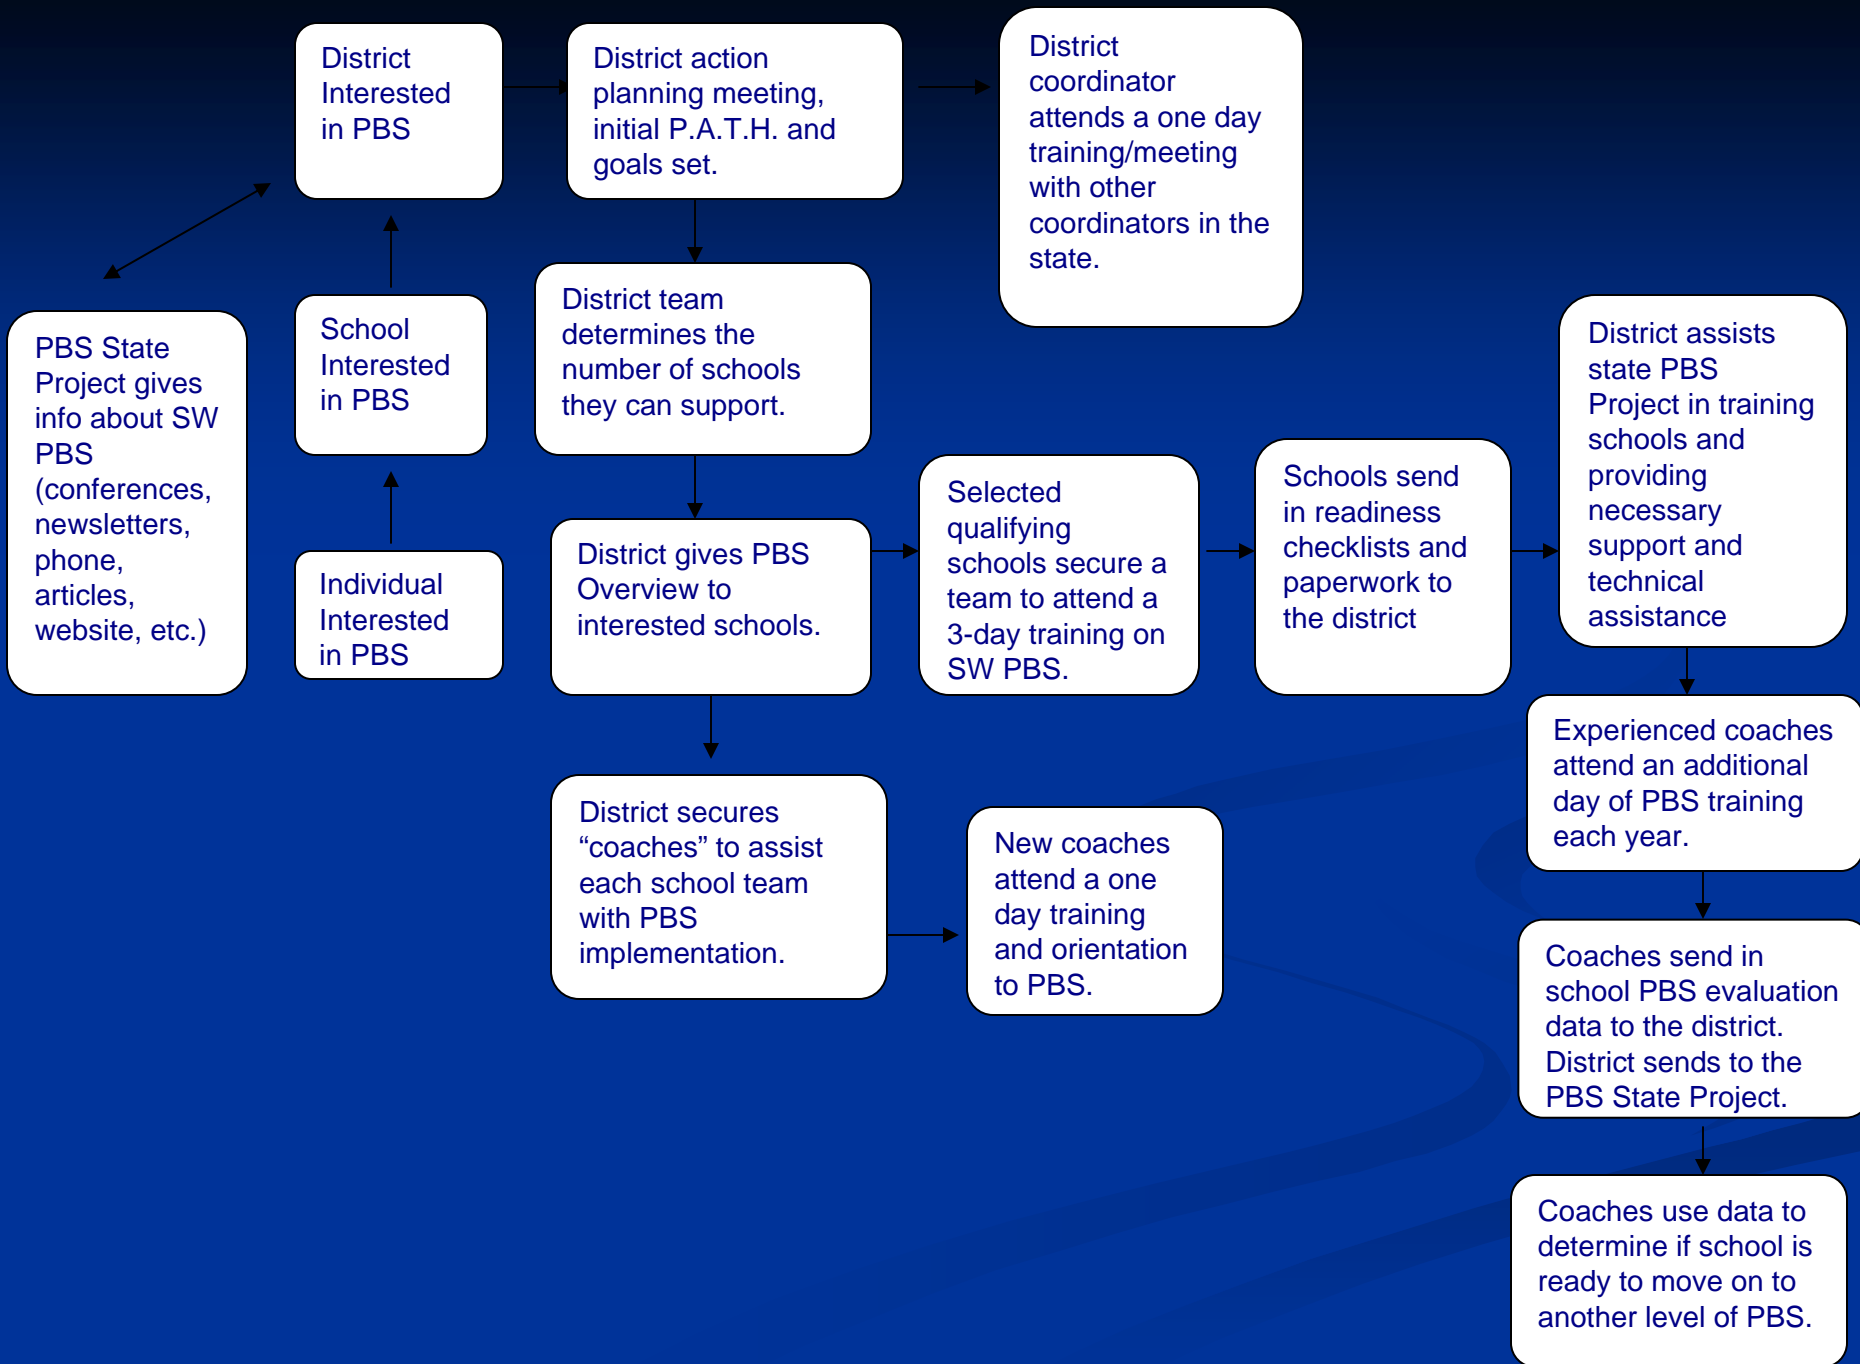 District
Interested
in PBS
District action
planning meeting,
initial P.A.T.H. and
goals set.
District
coordinator
attends a one day
training/meeting
with other
coordinators in the
state.
PBS State
Project gives
info about SW
PBS
(conferences,
newsletters,
phone,
articles,
website, etc.)
School
Interested
in PBS
Individual
Interested
in PBS
District team
determines the
number of schools
they can support.
District gives PBS
Overview to
interested schools.
Selected
qualifying
schools secure a
team to attend a
3-day training on
SW PBS.
Schools send
in readiness
checklists and
paperwork to
the district
District assists
state PBS
Project in training
schools and
providing
necessary
support and
technical
assistance
District secures
“coaches” to assist
each school team
with PBS
implementation.
New coaches
attend a one
day training
and orientation
to PBS.
Experienced coaches
attend an additional
day of PBS training
each year.
Coaches send in
school PBS evaluation
data to the district.
District sends to the
PBS State Project.
Coaches use data to
determine if school is
ready to move on to
another level of PBS.